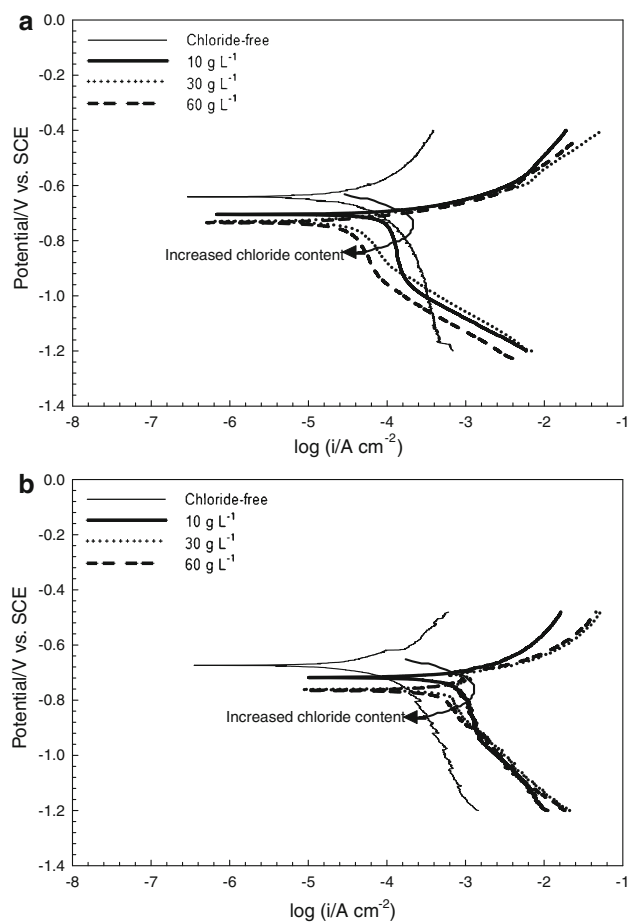 a
0.0
-0.2
-0.4
-0.6
-0.8
-1.0
-1.2
-1.4
Potential/V vs. SCE
Chloride-free
10 g L⁻¹
30 g L⁻¹
60 g L⁻¹
Increased chloride content
-8 -7 -6 -5 -4 -3 -2 -1
log (i/A cm⁻²)
b
0.0
-0.2
-0.4
-0.6
-0.8
-1.0
-1.2
-1.4
Potential/V vs. SCE
Chloride-free
10 g L⁻¹
30 g L⁻¹
60 g L⁻¹
Increased chloride content
-8 -7 -6 -5 -4 -3 -2 -1
log (i/A cm⁻²)